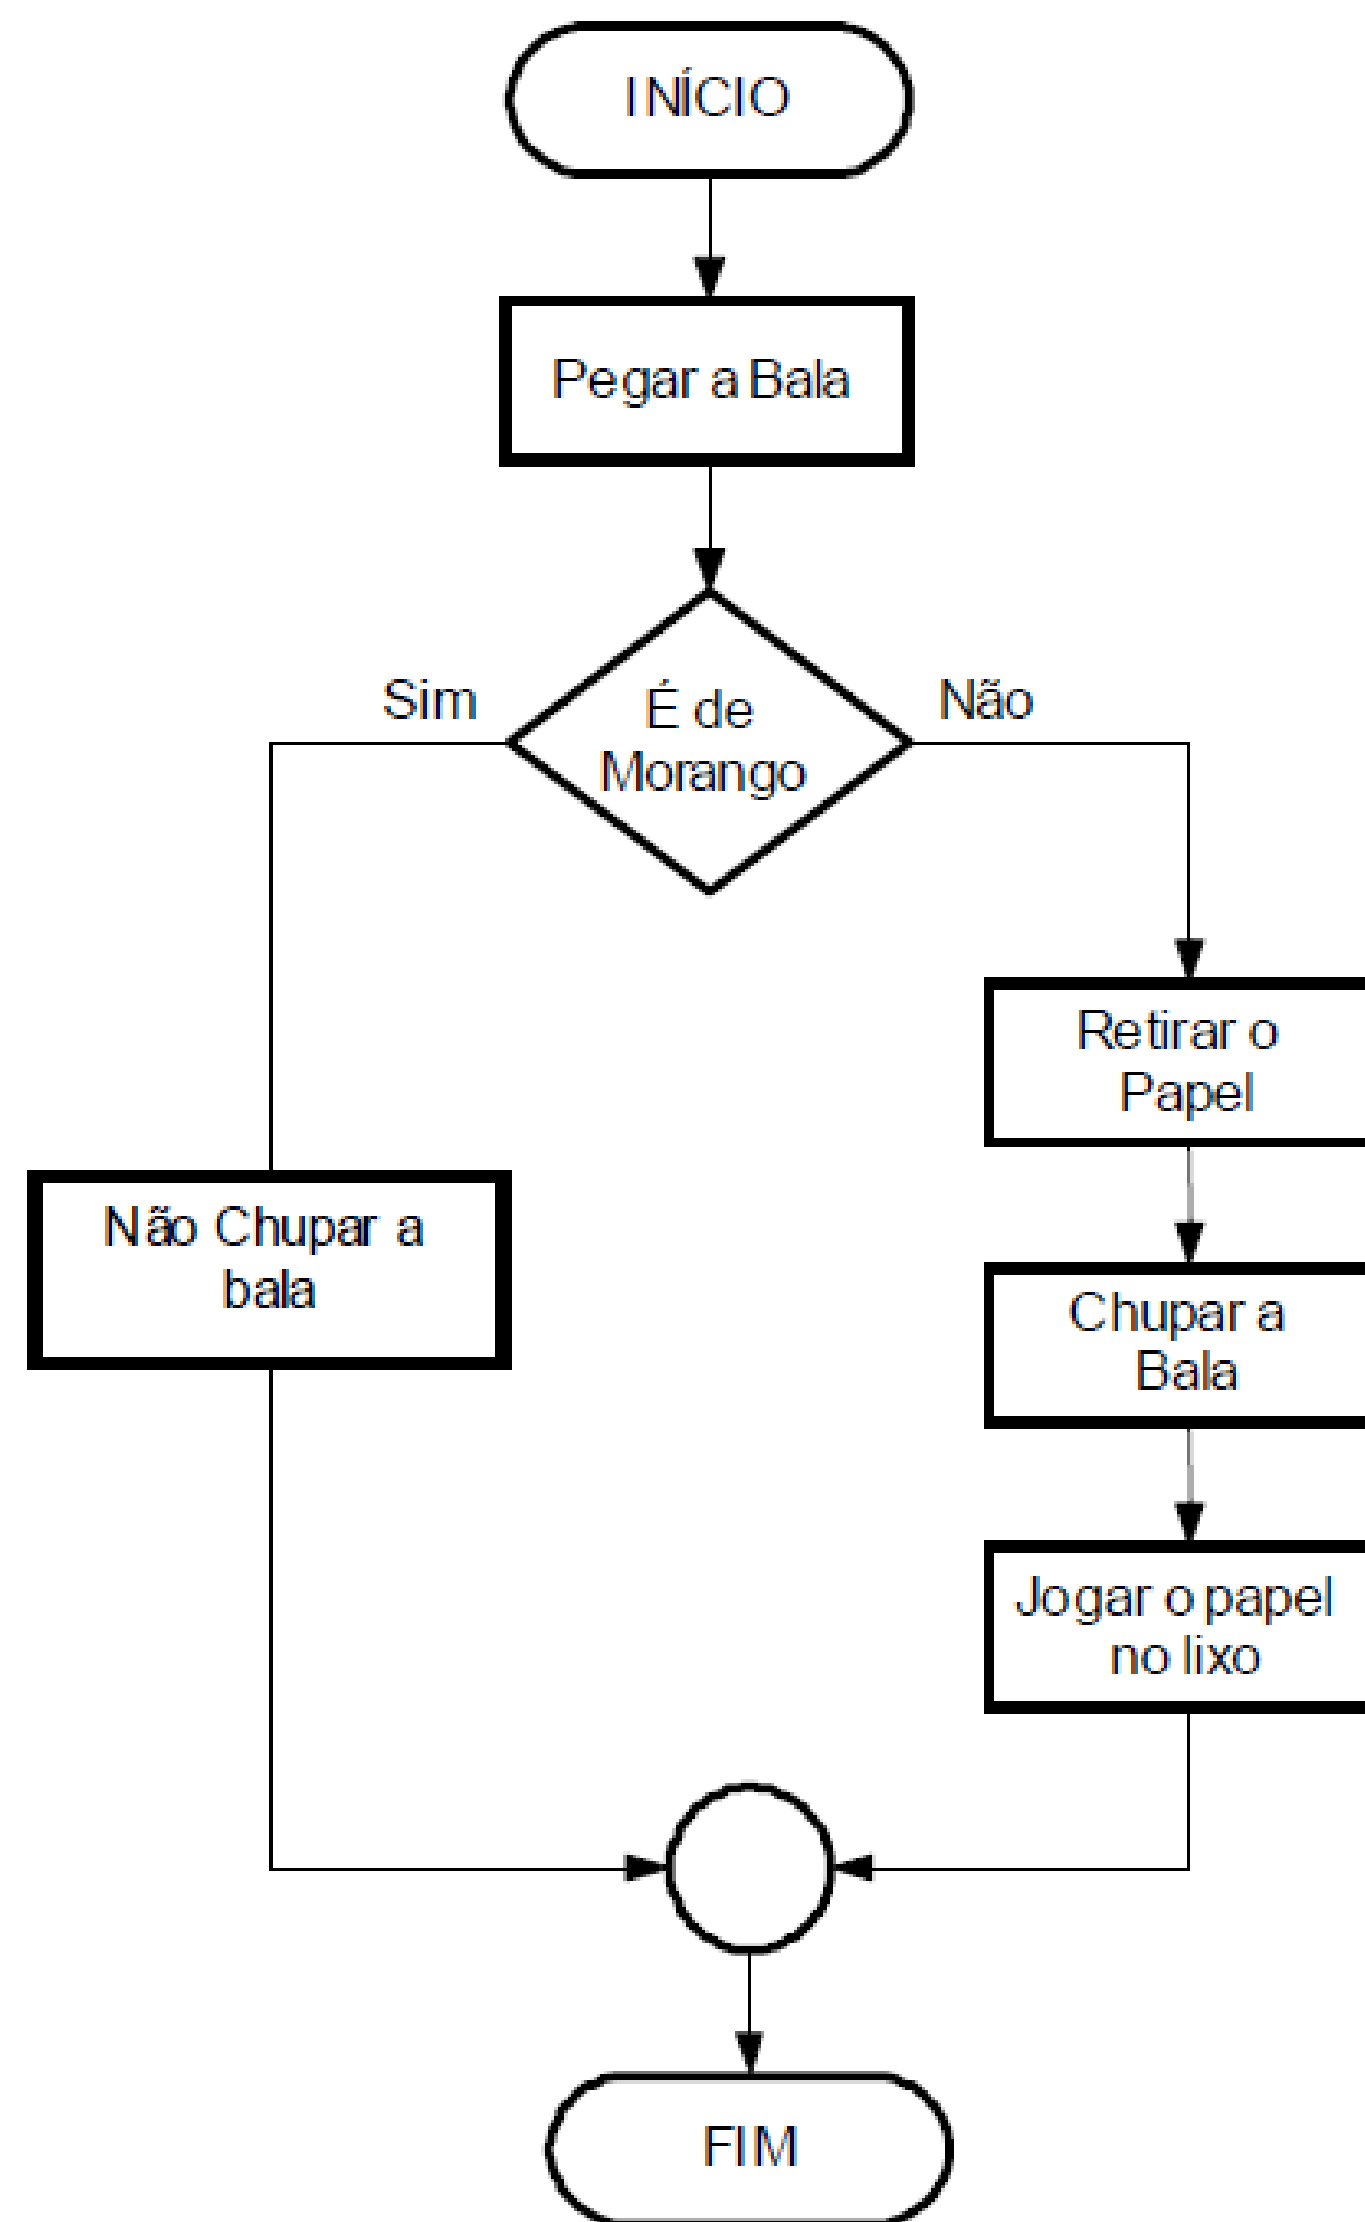 INÍCIO
Pegar a Bala
Sim
É de
Morango
Não
Retirar o
Papel
Não Chupar a
bala
Chupar a
Bala
Jogar o papel
no lixo
FIM